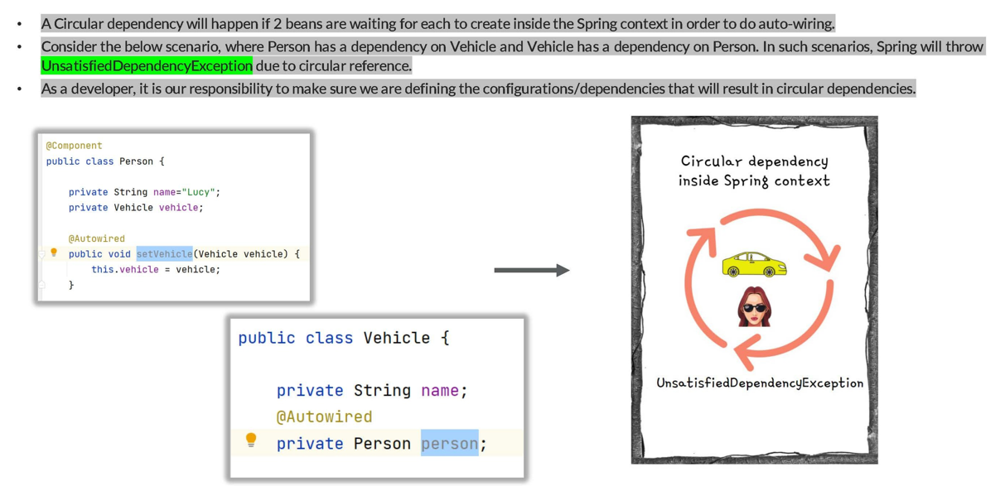 • A Circular dependency will happen if 2 beans are waiting for each to create inside the Spring context in order to do auto-wiring.
• Consider the below scenario, where Person has a dependency on Vehicle and Vehicle has a dependency on Person. In such scenarios, Spring will throw
UnsatisfiedDependencyException due to circular reference.
• As a developer, it is our responsibility to make sure we are defining the configurations/dependencies that will result in circular dependencies.
@Component
public class Person {
private String name="Lucy";
private Vehicle vehicle;
@Autowired
public void setVehicle(Vehicle vehicle) {
this.vehicle = vehicle;
}
public class Vehicle {
private String name;
@Autowired
private Person person;
Circular dependency
inside Spring context
UnsatisfiedDependencyException